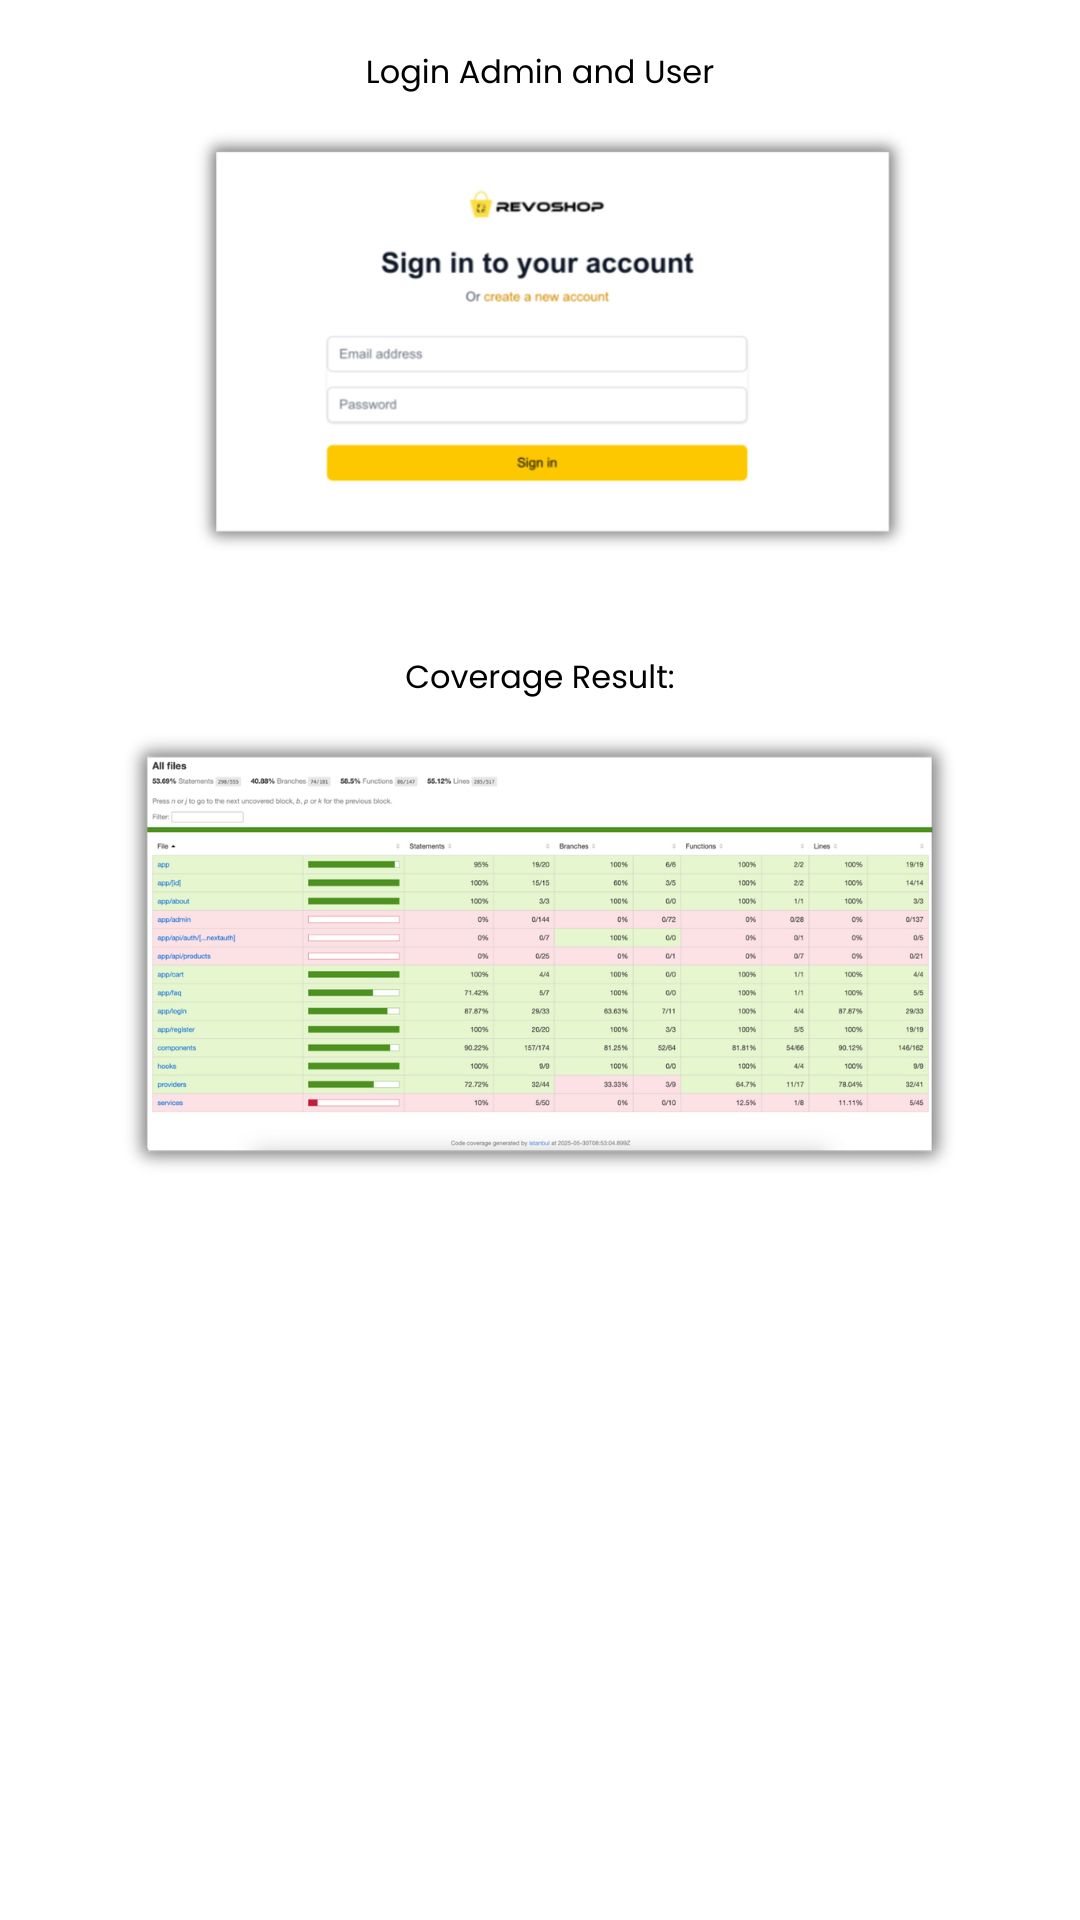 Login Admin and User
REVOSHOP
Sign in to your account
Or create a new account
Email address
Password
Sign in
Coverage Result:
All files
53.69% Statements 298/555 40.88% Branches 74/181 58.5% Functions 86/147 55.12% Lines 285/517
Press n or j to go to the next uncovered block, b, p or k for the previous block.
Filter:
File Statements Branches Functions Lines
app 95% 19/20 100% 6/6 100% 2/2 100% 19/19
app/[id] 100% 15/15 60% 3/5 100% 2/2 100% 14/14
app/about 100% 3/3 100% 0/0 100% 1/1 100% 3/3
app/admin 0% 0/144 0% 0/72 0% 0/28 0% 0/137
app/api/auth/[...nextauth] 0% 0/7 100% 0/0 0% 0/1 0% 0/5
app/api/products 0% 0/25 0% 0/1 0% 0/7 0% 0/21
app/cart 100% 4/4 100% 0/0 100% 1/1 100% 4/4
app/faq 71.42% 5/7 100% 0/0 100% 1/1 100% 5/5
app/login 87.87% 29/33 63.63% 7/11 100% 4/4 87.87% 29/33
app/register 100% 20/20 100% 3/3 100% 5/5 100% 19/19
components 90.22% 157/174 81.25% 52/64 81.81% 54/66 90.12% 146/162
hooks 100% 9/9 100% 0/0 100% 4/4 100% 9/9
providers 72.72% 32/44 33.33% 3/9 64.7% 11/17 78.04% 32/41
services 10% 5/50 0% 0/10 12.5% 1/8 11.11% 5/45
Code coverage generated by istanbul at 2025-05-30T08:53:04.899Z